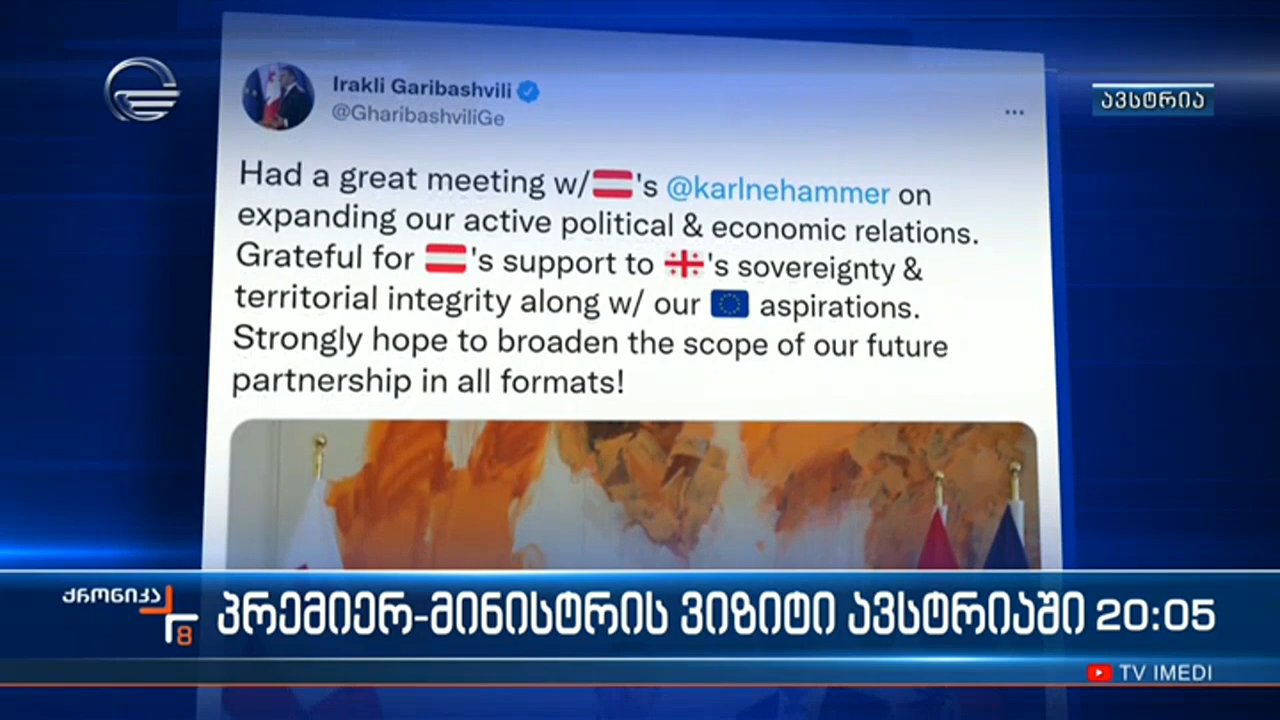 Irakli Garibashvili
@GharibashviliGe
ავსტრია
Had a great meeting w/🇦🇹's @karlnehammer on
expanding our active political & economic relations.
Grateful for 🇦🇹's support to 🇬🇪's sovereignty &
territorial integrity along w/ our 🇪🇺 aspirations.
Strongly hope to broaden the scope of our future
partnership in all formats!
ქრონიკა
8
პრემიერ-მინისტრის ვიზიტი ავსტრიაში 20:05
TV IMEDI